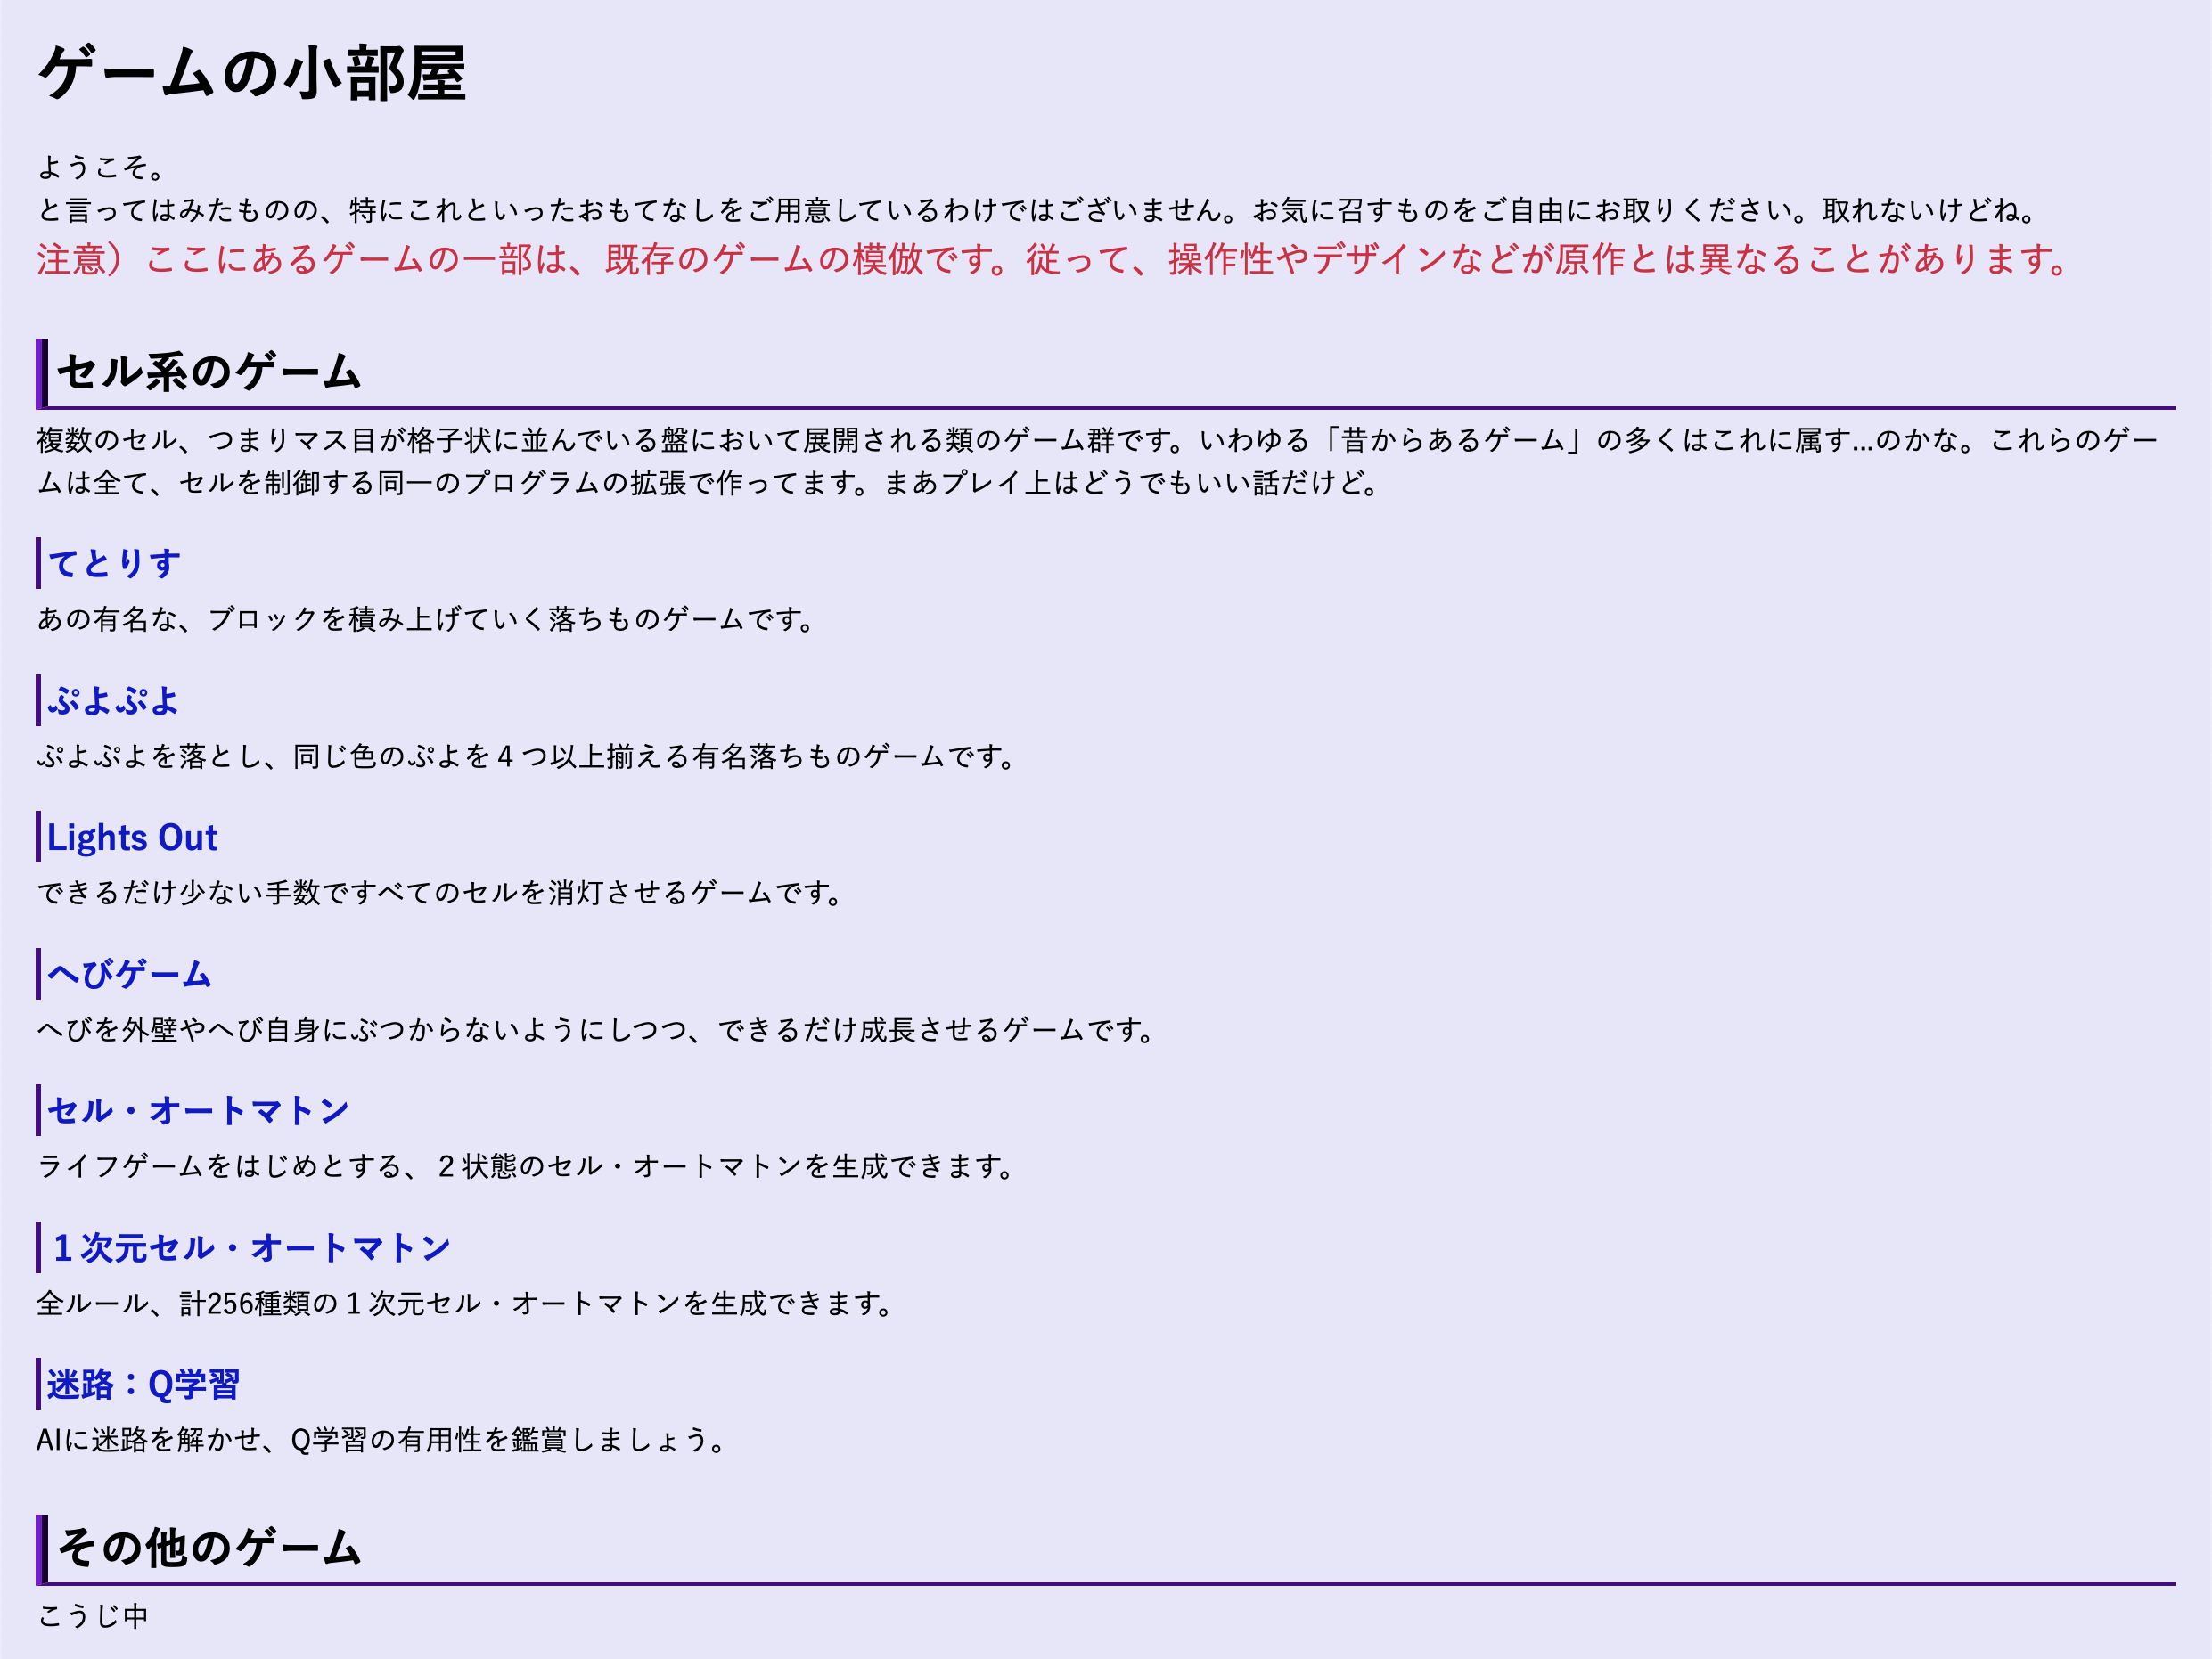 ゲームの小部屋
ようこそ。
と言ってはみたものの、特にこれといったおもてなしをご用意しているわけではございません。お気に召すものをご自由にお取りください。取れないけどね。
注意）ここにあるゲームの一部は、既存のゲームの模倣です。従って、操作性やデザインなどが原作とは異なることがあります。
セル系のゲーム
複数のセル、つまりマス目が格子状に並んでいる盤において展開される類のゲーム群です。いわゆる「昔からあるゲーム」の多くはこれに属す...のかな。これらのゲー
ムは全て、セルを制御する同一のプログラムの拡張で作ってます。まあプレイ上はどうでもいい話だけど。
てとりす
あの有名な、ブロックを積み上げていく落ちものゲームです。
ぷよぷよ
ぷよぷよを落とし、同じ色のぷよを４つ以上揃える有名落ちものゲームです。
Lights Out
できるだけ少ない手数ですべてのセルを消灯させるゲームです。
へびゲーム
へびを外壁やへび自身にぶつからないようにしつつ、できるだけ成長させるゲームです。
セル・オートマトン
ライフゲームをはじめとする、２状態のセル・オートマトンを生成できます。
１次元セル・オートマトン
全ルール、計256種類の１次元セル・オートマトンを生成できます。
迷路：Q学習
AIに迷路を解かせ、Q学習の有用性を鑑賞しましょう。
その他のゲーム
こうじ中